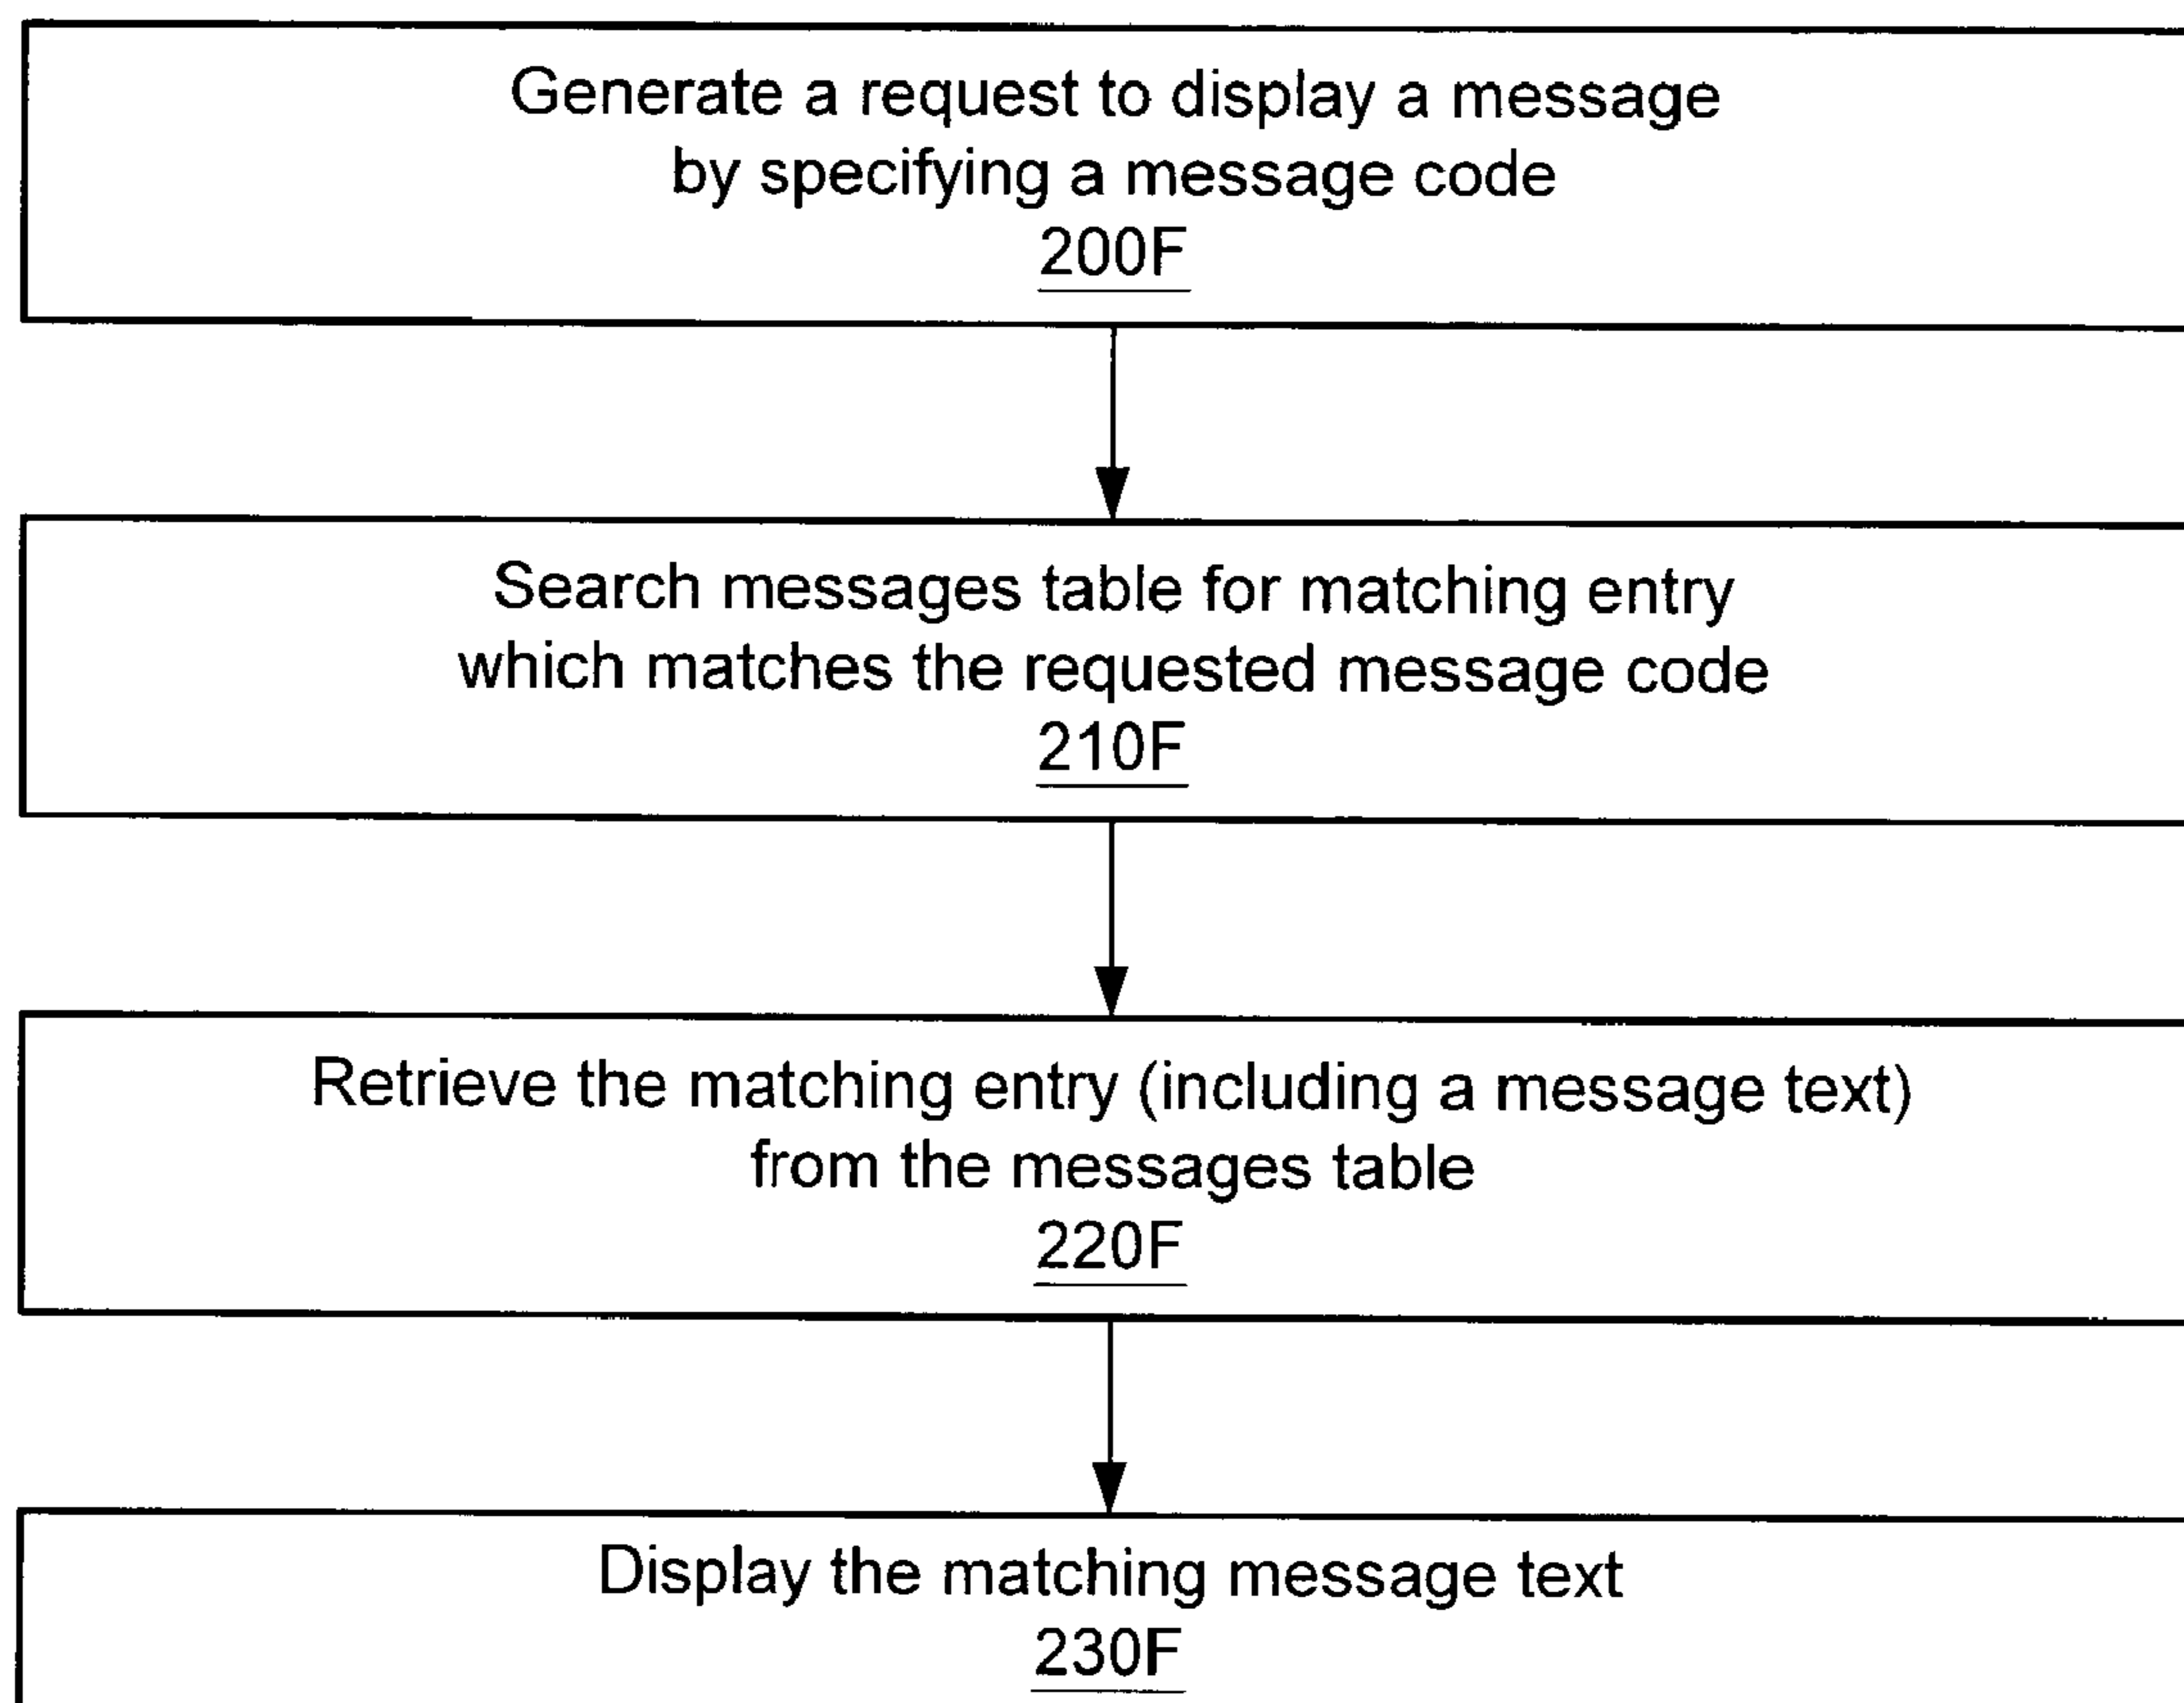 Generate a request to display a message
by specifying a message code
200F
Search messages table for matching entry
which matches the requested message code
210F
Retrieve the matching entry (including a message text)
from the messages table
220F
Display the matching message text
230F